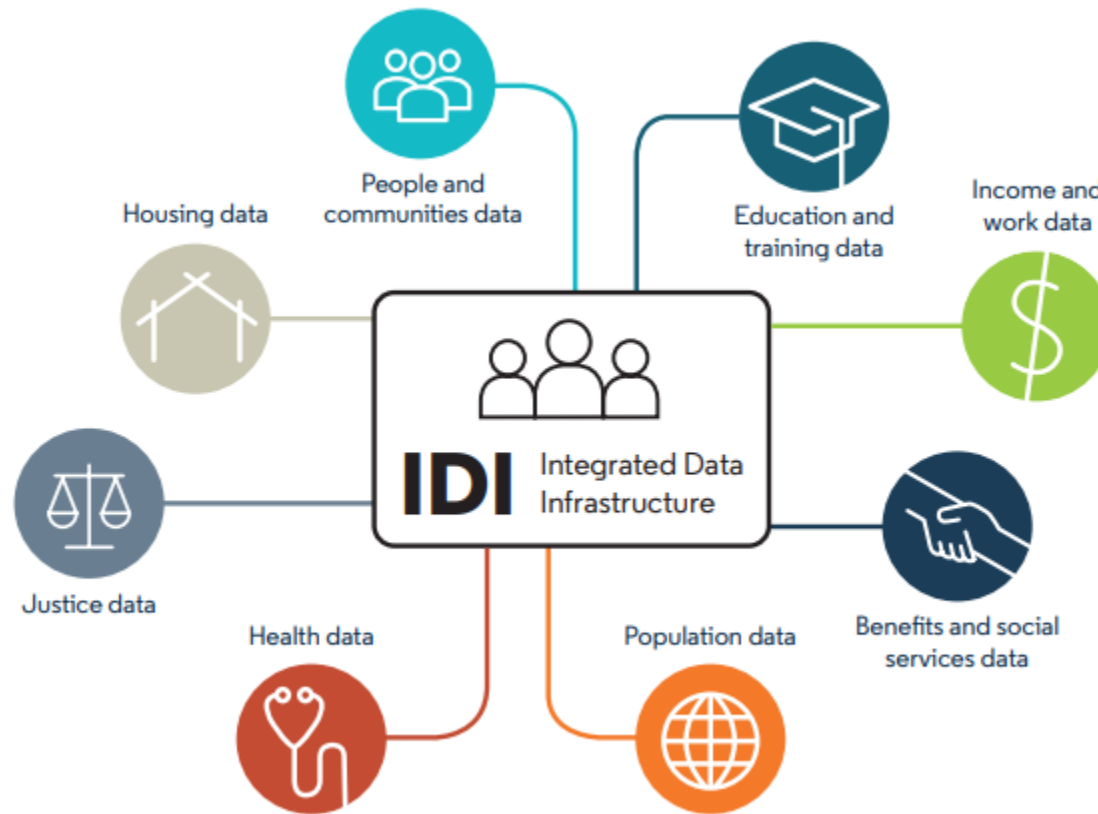 People and
communities data
Education and
training data
Income and
work data
Housing data
IDI
Integrated Data
Infrastructure
Justice data
Benefits and social
services data
Health data
Population data